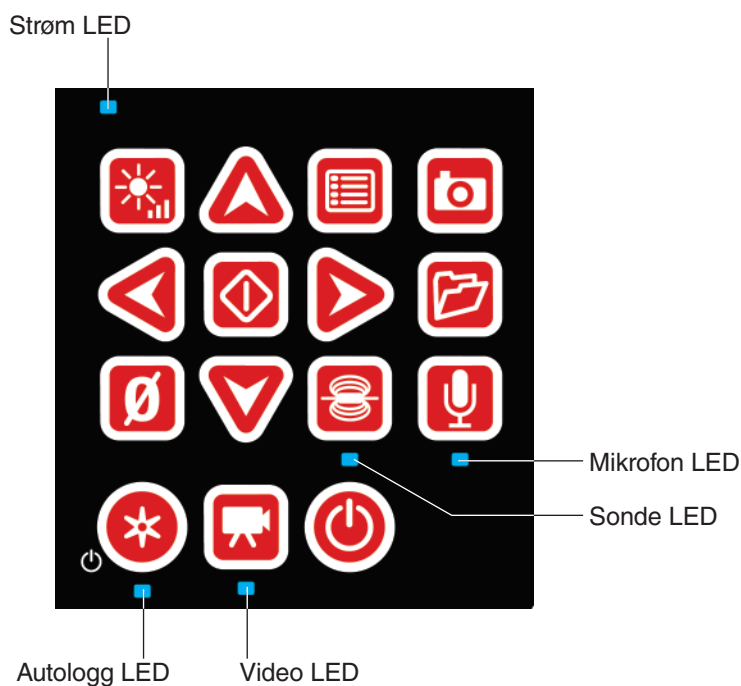 Strøm LED
Mikrofon LED
Sonde LED
Autologg LED
Video LED